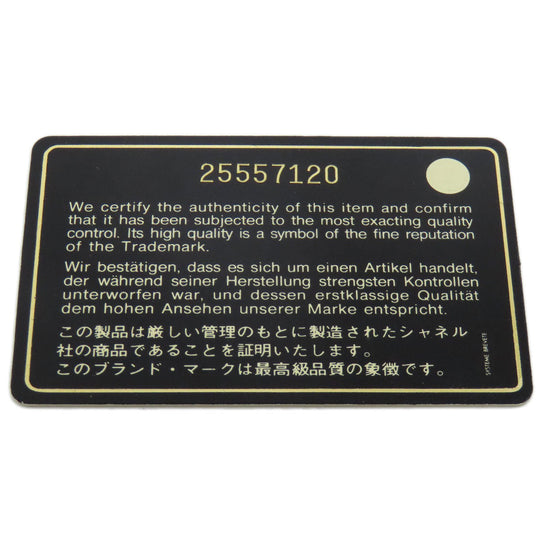 25557120
We certify the authenticity of this item and confirm
that it has been subjected to the most exacting quality
control. Its high quality is a symbol of the fine reputation
of the Trademark.
Wir bestätigen, dass es sich um einen Artikel handelt,
der während seiner Herstellung strengsten Kontrollen
unterworfen war, und dessen erstklassige Qualität
dem hohen Ansehen unserer Marke entspricht.
この製品は厳しい管理のもとに製造されたシャネル
社の商品であることを証明いたします。
このブランド・マークは最高級品質の象徴です。
SYSTEME BREVETE